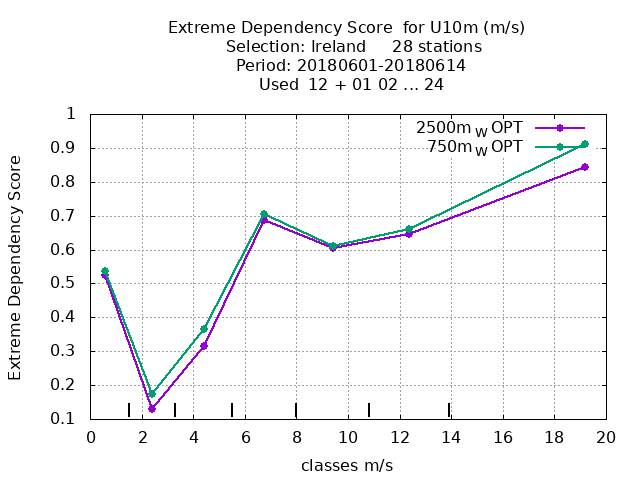 Extreme Dependency Score for U10m (m/s)
Selection: Ireland 28 stations
Period: 20180601-20180614
Used 12 + 01 02 ... 24
2500m W OPT
750m W OPT
Extreme Dependency Score
1
0.9
0.8
0.7
0.6
0.5
0.4
0.3
0.2
0.1
0 2 4 6 8 10 12 14 16 18 20
classes m/s